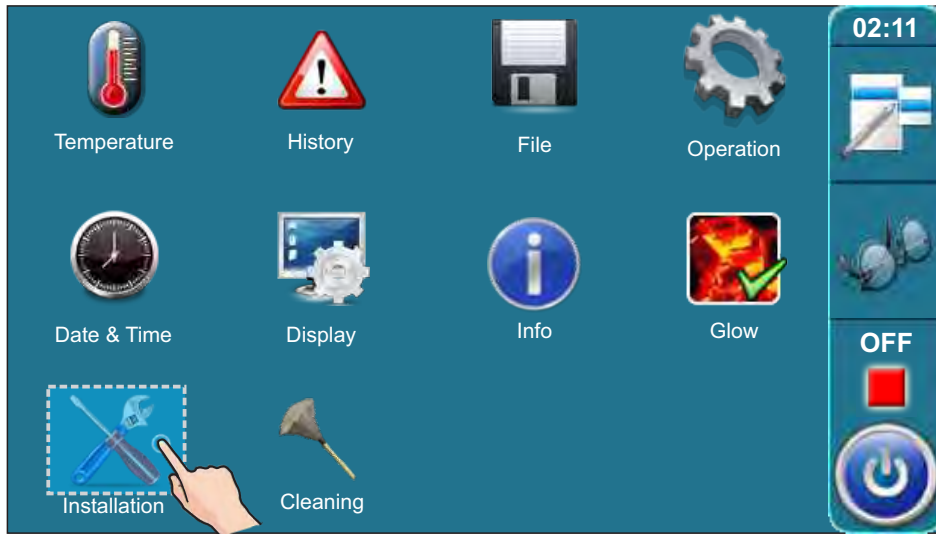 02:11
Temperature
History
File
Operation
Date & Time
Display
Info
Glow
OFF
Installation
Cleaning